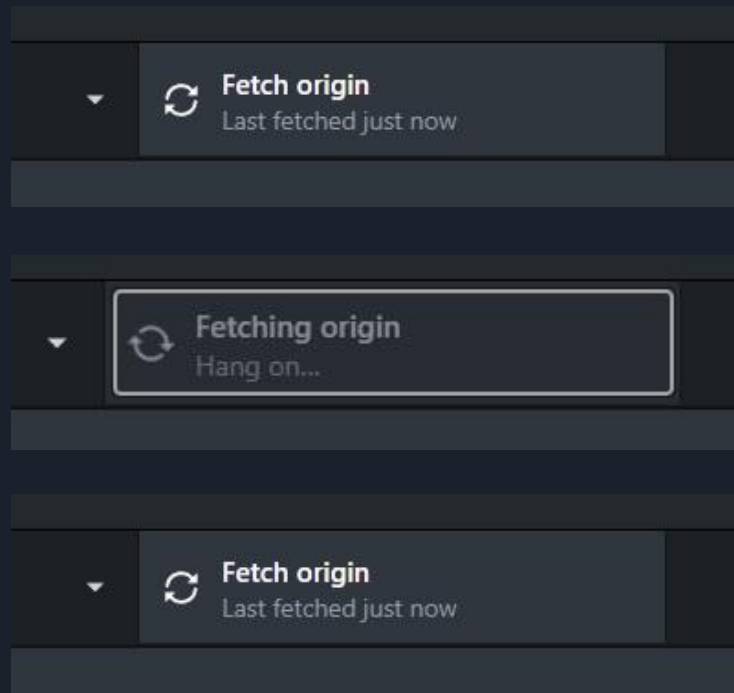 Fetch origin
Last fetched just now
Fetching origin
Hang on...
Fetch origin
Last fetched just now